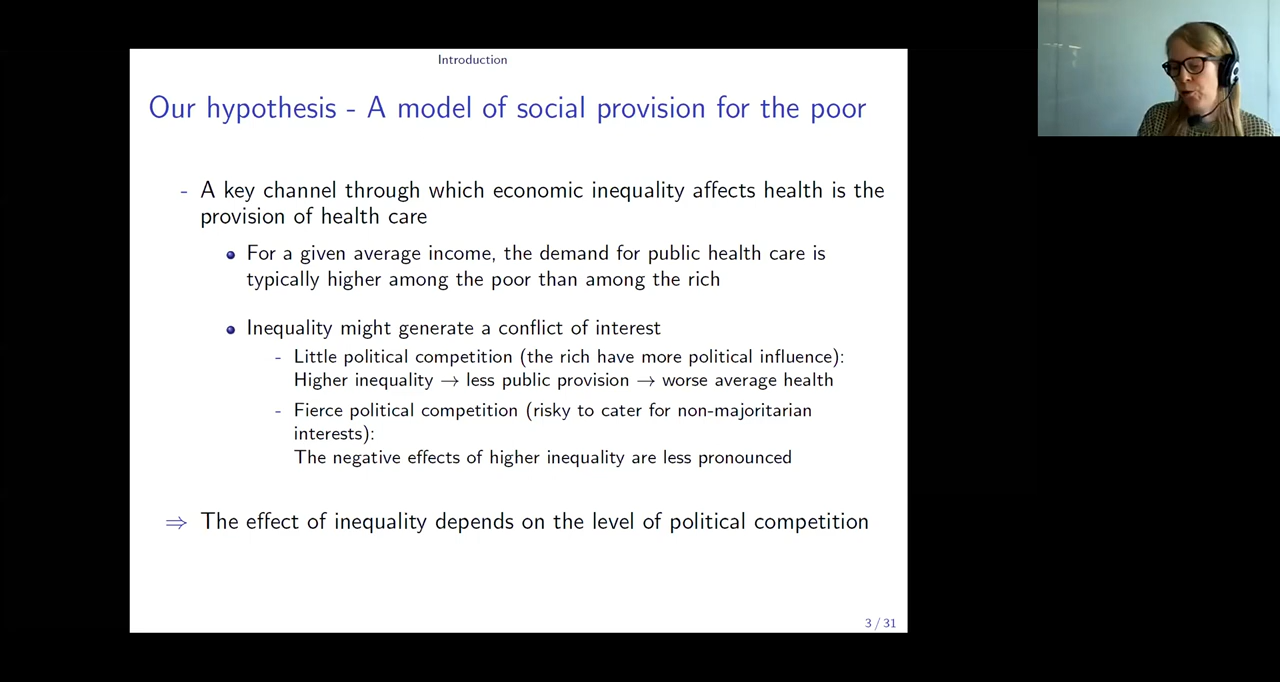 Introduction
Our hypothesis - A model of social provision for the poor
- A key channel through which economic inequality affects health is the
provision of health care
• For a given average income, the demand for public health care is
typically higher among the poor than among the rich
• Inequality might generate a conflict of interest
- Little political competition (the rich have more political influence):
Higher inequality → less public provision → worse average health
- Fierce political competition (risky to cater for non-majoritarian
interests):
The negative effects of higher inequality are less pronounced
⇒ The effect of inequality depends on the level of political competition
3 / 31